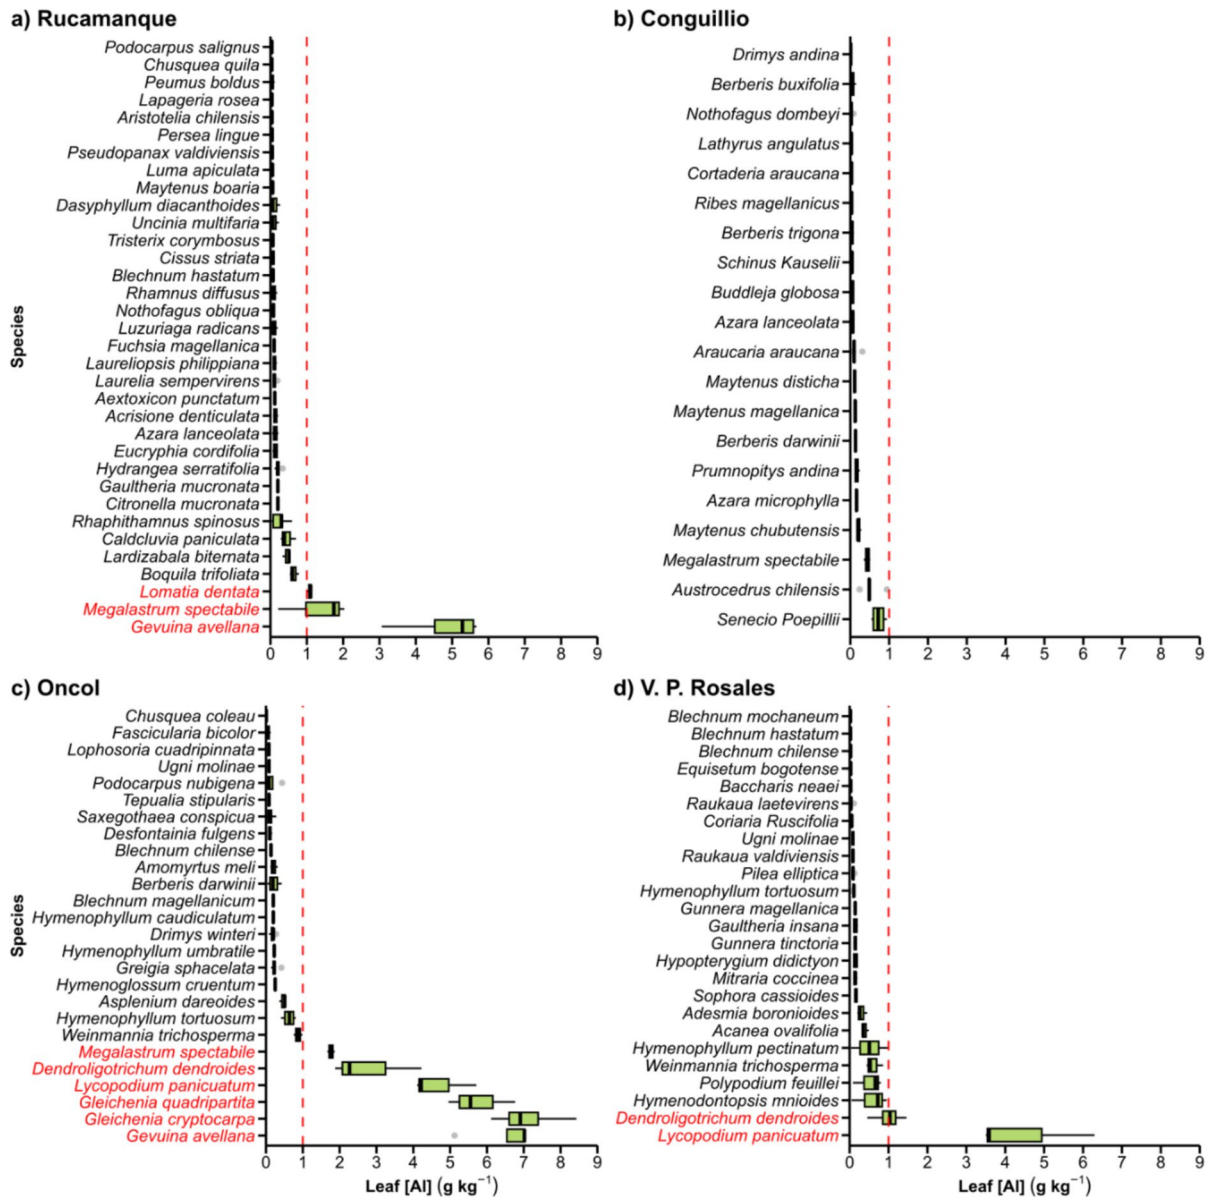 a) Rucamanque
Podocarpus salignus
Chusquea quila
Peumus boldus
Lapageria rosea
Aristotelia chilensis
Persea lingue
Pseudopanax valdiviensis
Luma apiculata
Maytenus boaria
Dasyphyllum diacanthoides
Uncinia multifaria
Tristerix corymbosus
Cissus striata
Blechnum hastatum
Rhamnus diffusus
Nothofagus obliqua
Luzuriaga radicans
Fuchsia magellanica
Laureliopsis philippiana
Laurelia sempervirens
Aextoxicon punctatum
Acrisione denticulata
Azara lanceolata
Eucryphia cordifolia
Hydrangea serratifolia
Gaultheria mucronata
Citronella mucronata
Rhaphithamnus spinosus
Caldcluvia paniculata
Lardizabala biternata
Boquila trifoliata
Lomatia dentata
Megalastrum spectabile
Gevuina avellana
Species
0 1 2 3 4 5 6 7 8 9
b) Conguillio
Drimys andina
Berberis buxifolia
Nothofagus dombeyi
Lathyrus angulatus
Cortaderia araucana
Ribes magellanicus
Berberis trigona
Schinus Kauselii
Buddleja globosa
Azara lanceolata
Araucaria araucana
Maytenus disticha
Maytenus magellanica
Berberis darwinii
Prumnopitys andina
Azara microphylla
Maytenus chubutensis
Megalastrum spectabile
Austrocedrus chilensis
Senecio Poepillii
0 1 2 3 4 5 6 7 8 9
c) Oncol
Chusquea coleau
Fascicularia bicolor
Lophosoria cuadripinnata
Ugni molinae
Podocarpus nubigena
Tepualia stipularis
Saxegothaea conspicua
Desfontainia fulgens
Blechnum chilense
Amomyrtus meli
Berberis darwinii
Blechnum magellanicum
Hymenophyllum caudiculatum
Drimys winteri
Hymenophyllum umbratile
Greigia sphacelata
Hymenoglossum cruentum
Asplenium dareoides
Hymenophyllum tortuosum
Weinmannia trichosperma
Megalastrum spectabile
Dendroligotrichum dendroides
Lycopodium panicuatum
Gleichenia quadripartita
Gleichenia cryptocarpa
Gevuina avellana
Species
0 1 2 3 4 5 6 7 8 9
Leaf [Al] (g kg⁻¹)
d) V. P. Rosales
Blechnum mochaneum
Blechnum hastatum
Blechnum chilense
Equisetum bogotense
Baccharis neaei
Raukaua laetevirens
Coriaria Ruscifolia
Ugni molinae
Raukaua valdiviensis
Pilea elliptica
Hymenophyllum tortuosum
Gunnera magellanica
Gaultheria insana
Gunnera tinctoria
Hypopterygium didictyon
Mitraria coccinea
Sophora cassioides
Adesmia boronioides
Acanea ovalifolia
Hymenophyllum pectinatum
Weinmannia trichosperma
Polypodium feuillei
Hymenodontopsis mnioides
Dendroligotrichum dendroides
Lycopodium panicuatum
0 1 2 3 4 5 6 7 8 9
Leaf [Al] (g kg⁻¹)